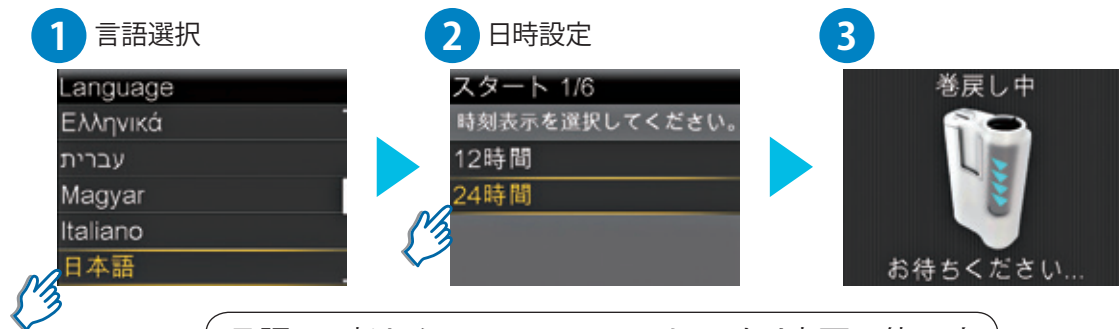 1 言語選択
Language
Ελληνικά
עברית
Magyar
Italiano
日本語
2 日時設定
スタート 1/6
時刻表示を選択してください。
12時間
24時間
3
巻戻し中
お待ちください...